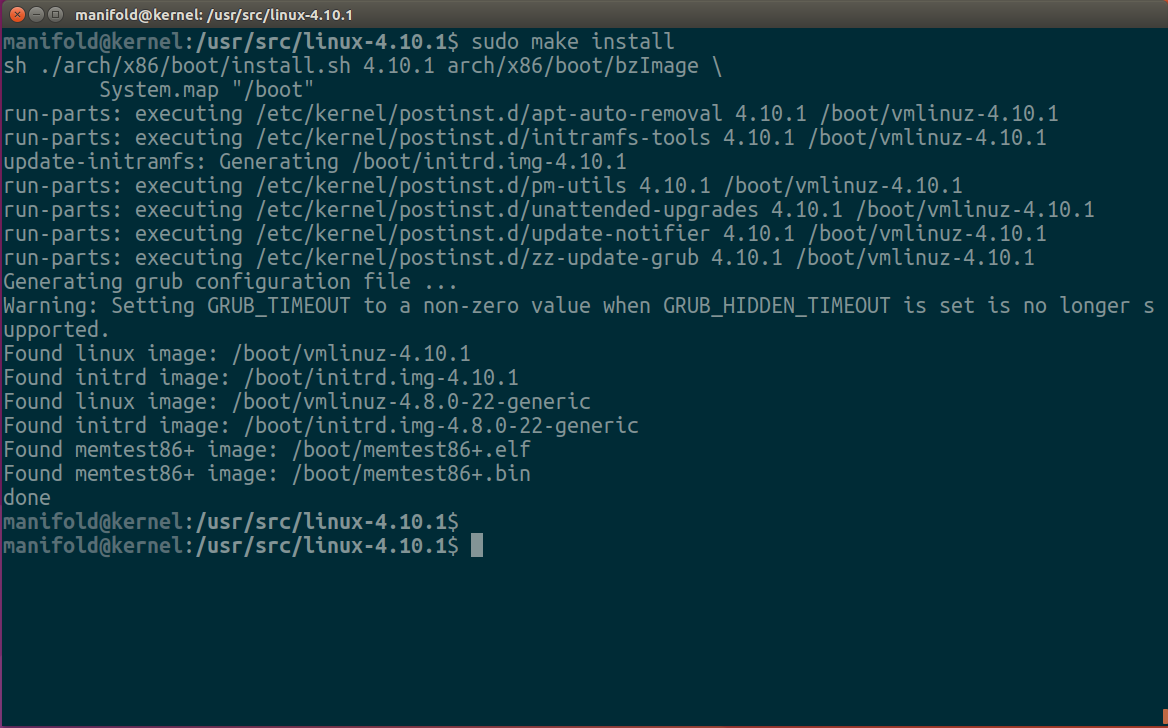 manifold@kernel: /usr/src/linux-4.10.1
manifold@kernel:/usr/src/linux-4.10.1$ sudo make install
sh ./arch/x86/boot/install.sh 4.10.1 arch/x86/boot/bzImage \
        System.map "/boot"
run-parts: executing /etc/kernel/postinst.d/apt-auto-removal 4.10.1 /boot/vmlinuz-4.10.1
run-parts: executing /etc/kernel/postinst.d/initramfs-tools 4.10.1 /boot/vmlinuz-4.10.1
update-initramfs: Generating /boot/initrd.img-4.10.1
run-parts: executing /etc/kernel/postinst.d/pm-utils 4.10.1 /boot/vmlinuz-4.10.1
run-parts: executing /etc/kernel/postinst.d/unattended-upgrades 4.10.1 /boot/vmlinuz-4.10.1
run-parts: executing /etc/kernel/postinst.d/update-notifier 4.10.1 /boot/vmlinuz-4.10.1
run-parts: executing /etc/kernel/postinst.d/zz-update-grub 4.10.1 /boot/vmlinuz-4.10.1
Generating grub configuration file ...
Warning: Setting GRUB_TIMEOUT to a non-zero value when GRUB_HIDDEN_TIMEOUT is set is no longer s
upported.
Found linux image: /boot/vmlinuz-4.10.1
Found initrd image: /boot/initrd.img-4.10.1
Found linux image: /boot/vmlinuz-4.8.0-22-generic
Found initrd image: /boot/initrd.img-4.8.0-22-generic
Found memtest86+ image: /boot/memtest86+.elf
Found memtest86+ image: /boot/memtest86+.bin
done
manifold@kernel:/usr/src/linux-4.10.1$
manifold@kernel:/usr/src/linux-4.10.1$